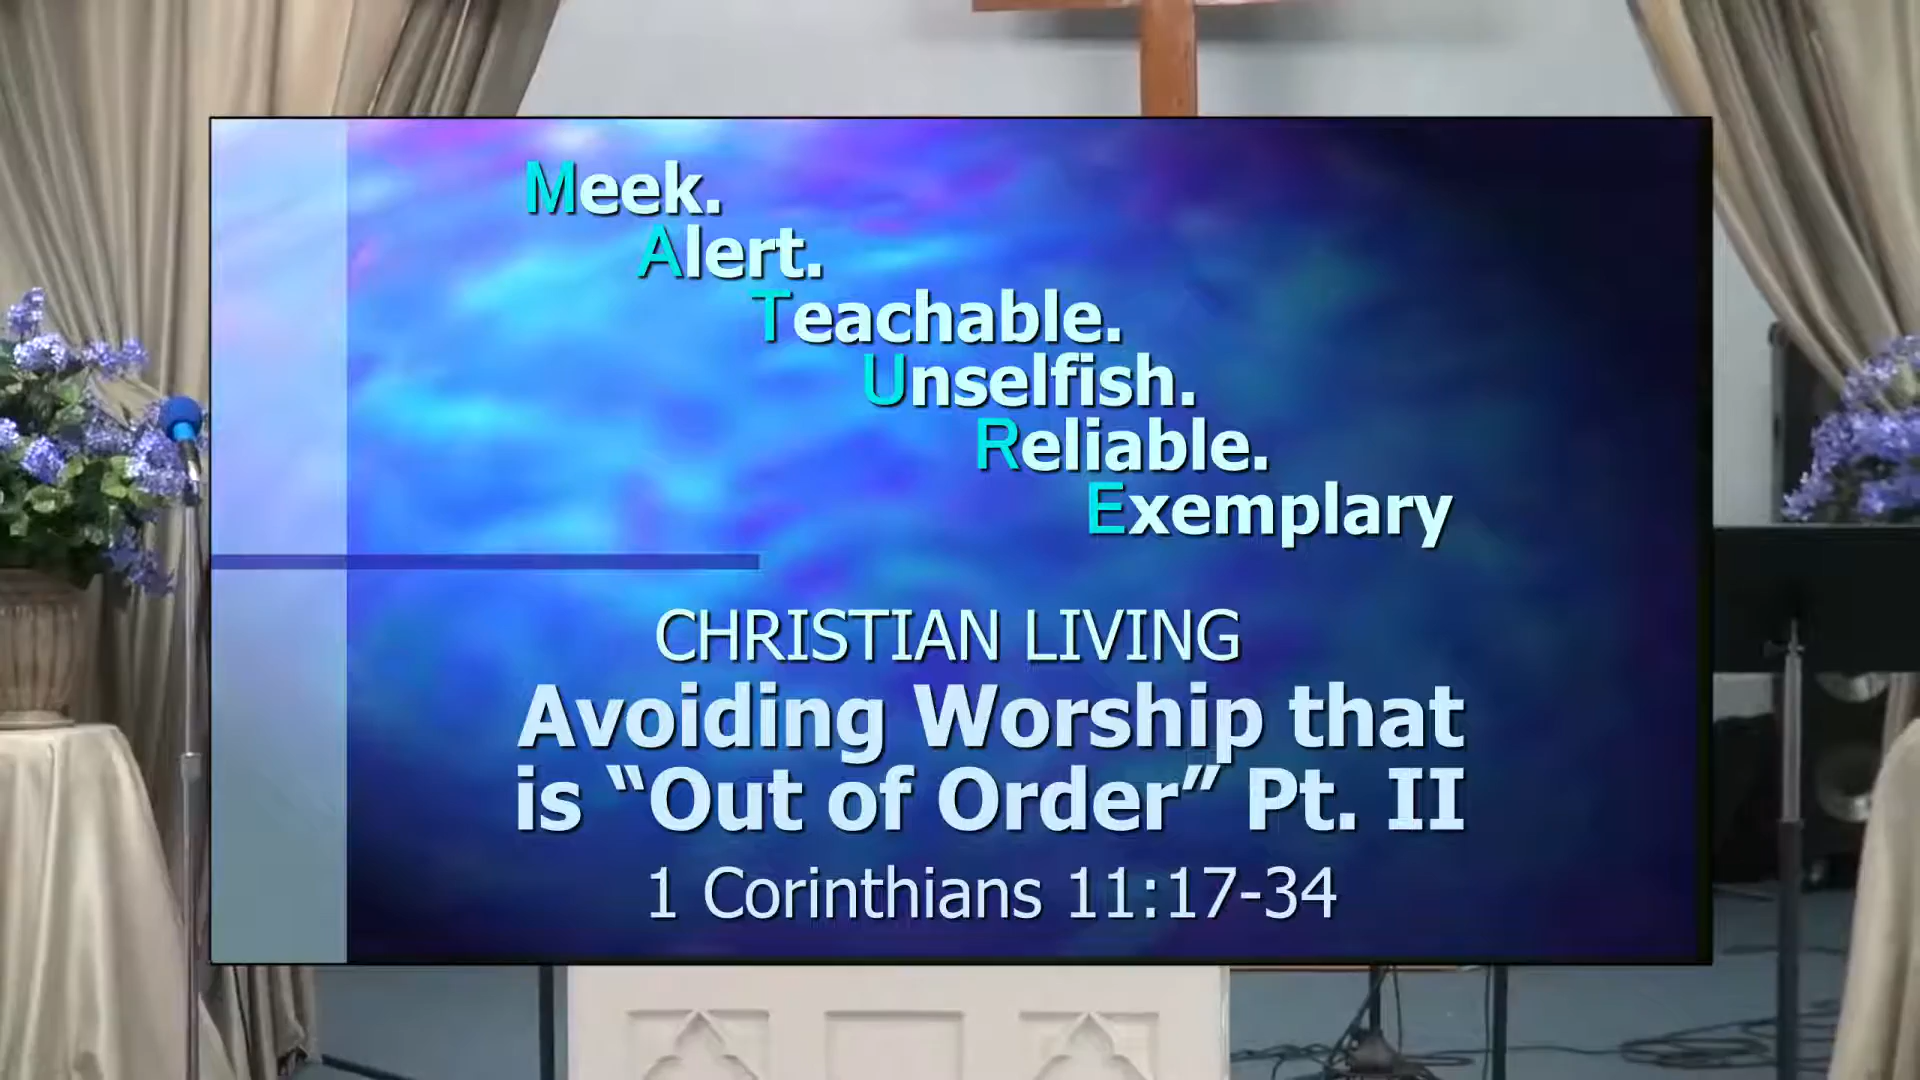 Meek.
Alert.
Teachable.
Unselfish.
Reliable.
Exemplary
CHRISTIAN LIVING
Avoiding Worship that
is “Out of Order” Pt. II
1 Corinthians 11:17-34